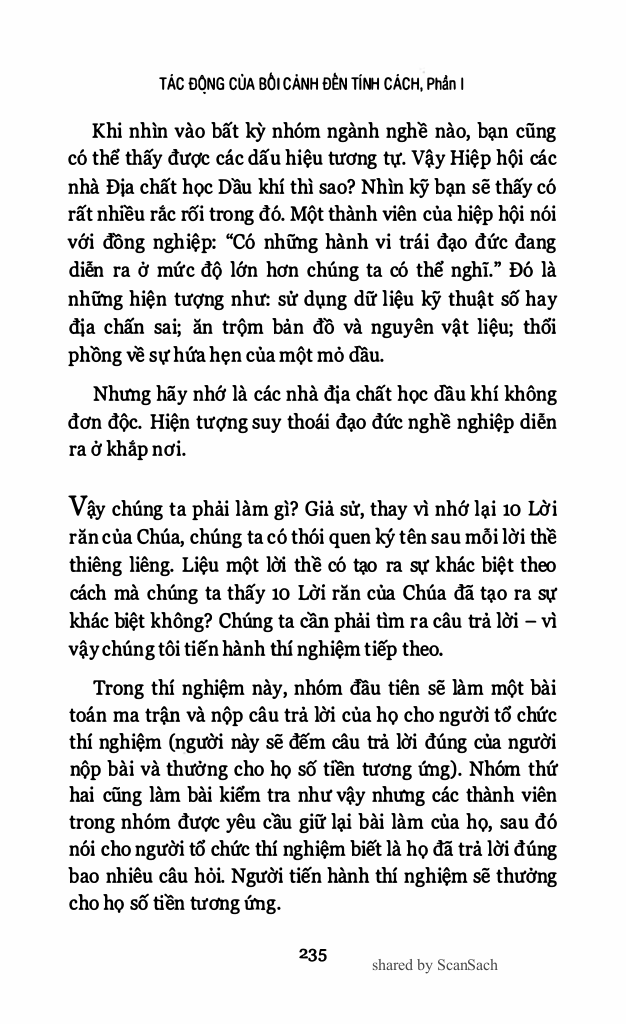 TÁC ĐỘNG CỦA BỐI CẢNH ĐẾN TÍNH CÁCH, Phần I
Khi nhìn vào bất kỳ nhóm ngành nghề nào, bạn cũng
có thể thấy được các dấu hiệu tương tự. Vậy Hiệp hội các
nhà Địa chất học Dầu khí thì sao? Nhìn kỹ bạn sẽ thấy có
rất nhiều rắc rối trong đó. Một thành viên của hiệp hội nói
với đồng nghiệp: “Có những hành vi trái đạo đức đang
diễn ra ở mức độ lớn hơn chúng ta có thể nghĩ.” Đó là
những hiện tượng như: sử dụng dữ liệu kỹ thuật số hay
địa chấn sai; ăn trộm bản đồ và nguyên vật liệu; thổi
phồng về sự hứa hẹn của một mỏ dầu.
Nhưng hãy nhớ là các nhà địa chất học dầu khí không
đơn độc. Hiện tượng suy thoái đạo đức nghề nghiệp diễn
ra ở khắp nơi.
Vậy chúng ta phải làm gì? Giả sử, thay vì nhớ lại 10 Lời
răn của Chúa, chúng ta có thói quen ký tên sau mỗi lời thề
thiêng liêng. Liệu một lời thề có tạo ra sự khác biệt theo
cách mà chúng ta thấy 10 Lời răn của Chúa đã tạo ra sự
khác biệt không? Chúng ta cần phải tìm ra câu trả lời – vì
vậy chúng tôi tiến hành thí nghiệm tiếp theo.
Trong thí nghiệm này, nhóm đầu tiên sẽ làm một bài
toán ma trận và nộp câu trả lời của họ cho người tổ chức
thí nghiệm (người này sẽ đếm câu trả lời đúng của người
nộp bài và thưởng cho họ số tiền tương ứng). Nhóm thứ
hai cũng làm bài kiểm tra như vậy nhưng các thành viên
trong nhóm được yêu cầu giữ lại bài làm của họ, sau đó
nói cho người tổ chức thí nghiệm biết là họ đã trả lời đúng
bao nhiêu câu hỏi. Người tiến hành thí nghiệm sẽ thưởng
cho họ số tiền tương ứng.
235
shared by ScanSach